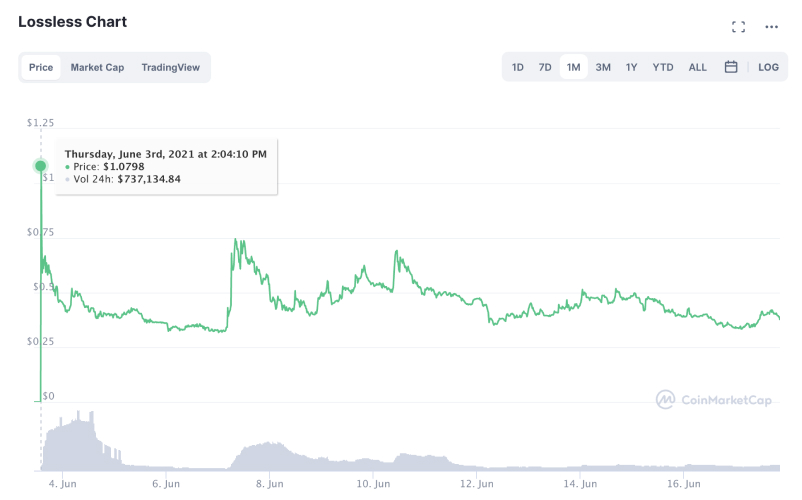 Lossless Chart
Price Market Cap TradingView
1D 7D 1M 3M 1Y YTD ALL LOG
$1.25
Thursday, June 3rd, 2021 at 2:04:10 PM
Price: $1.0798
Vol 24h: $737,134.84
$1
$0.75
$0.5
$0.25
$0
CoinMarketCap
4. Jun 6. Jun 8. Jun 10. Jun 12. Jun 14. Jun 16. Jun